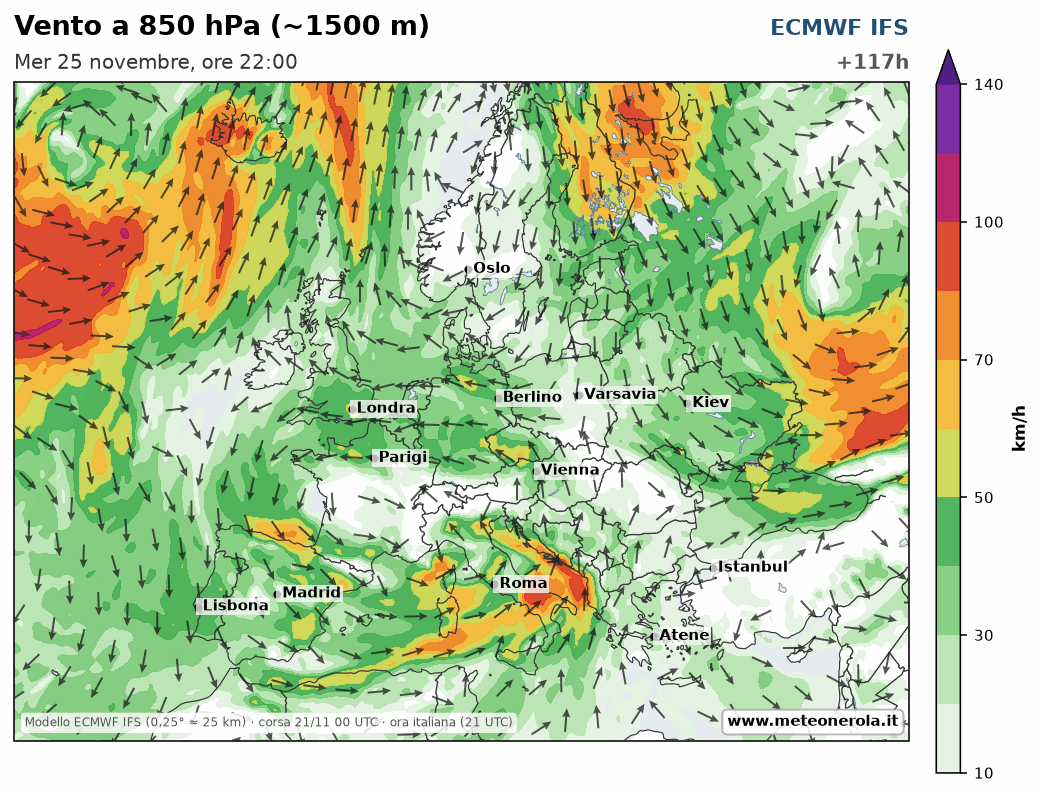 Vento a 850 hPa (~1500 m)
ECMWF IFS
Mer 25 novembre, ore 22:00
+117h
140
100
70
50
30
10
km/h
Oslo
Londra
Berlino
Varsavia
Kiev
Parigi
Vienna
Istanbul
Roma
Madrid
Lisbona
Atene
Modello ECMWF IFS (0,25° ≈ 25 km) · corsa 21/11 00 UTC · ora italiana (21 UTC)
www.meteonerola.it